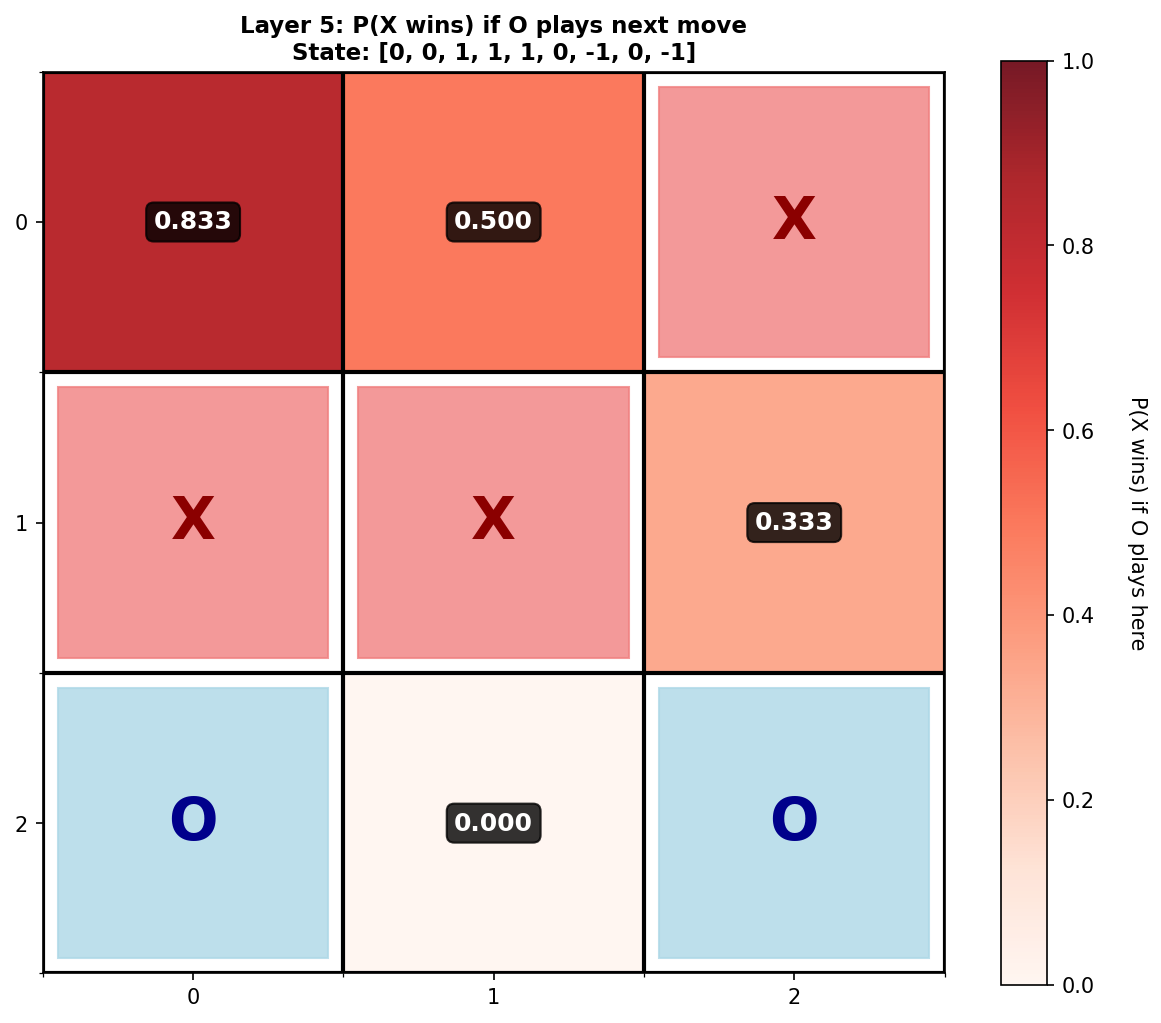 Layer 5: P(X wins) if O plays next move
State: [0, 0, 1, 1, 1, 0, -1, 0, -1]
0
0.833
0.500
X
1
X
X
0.333
2
O
0.000
O
0
1
2
1.0
0.8
0.6
0.4
0.2
0.0
P(X wins) if O plays here